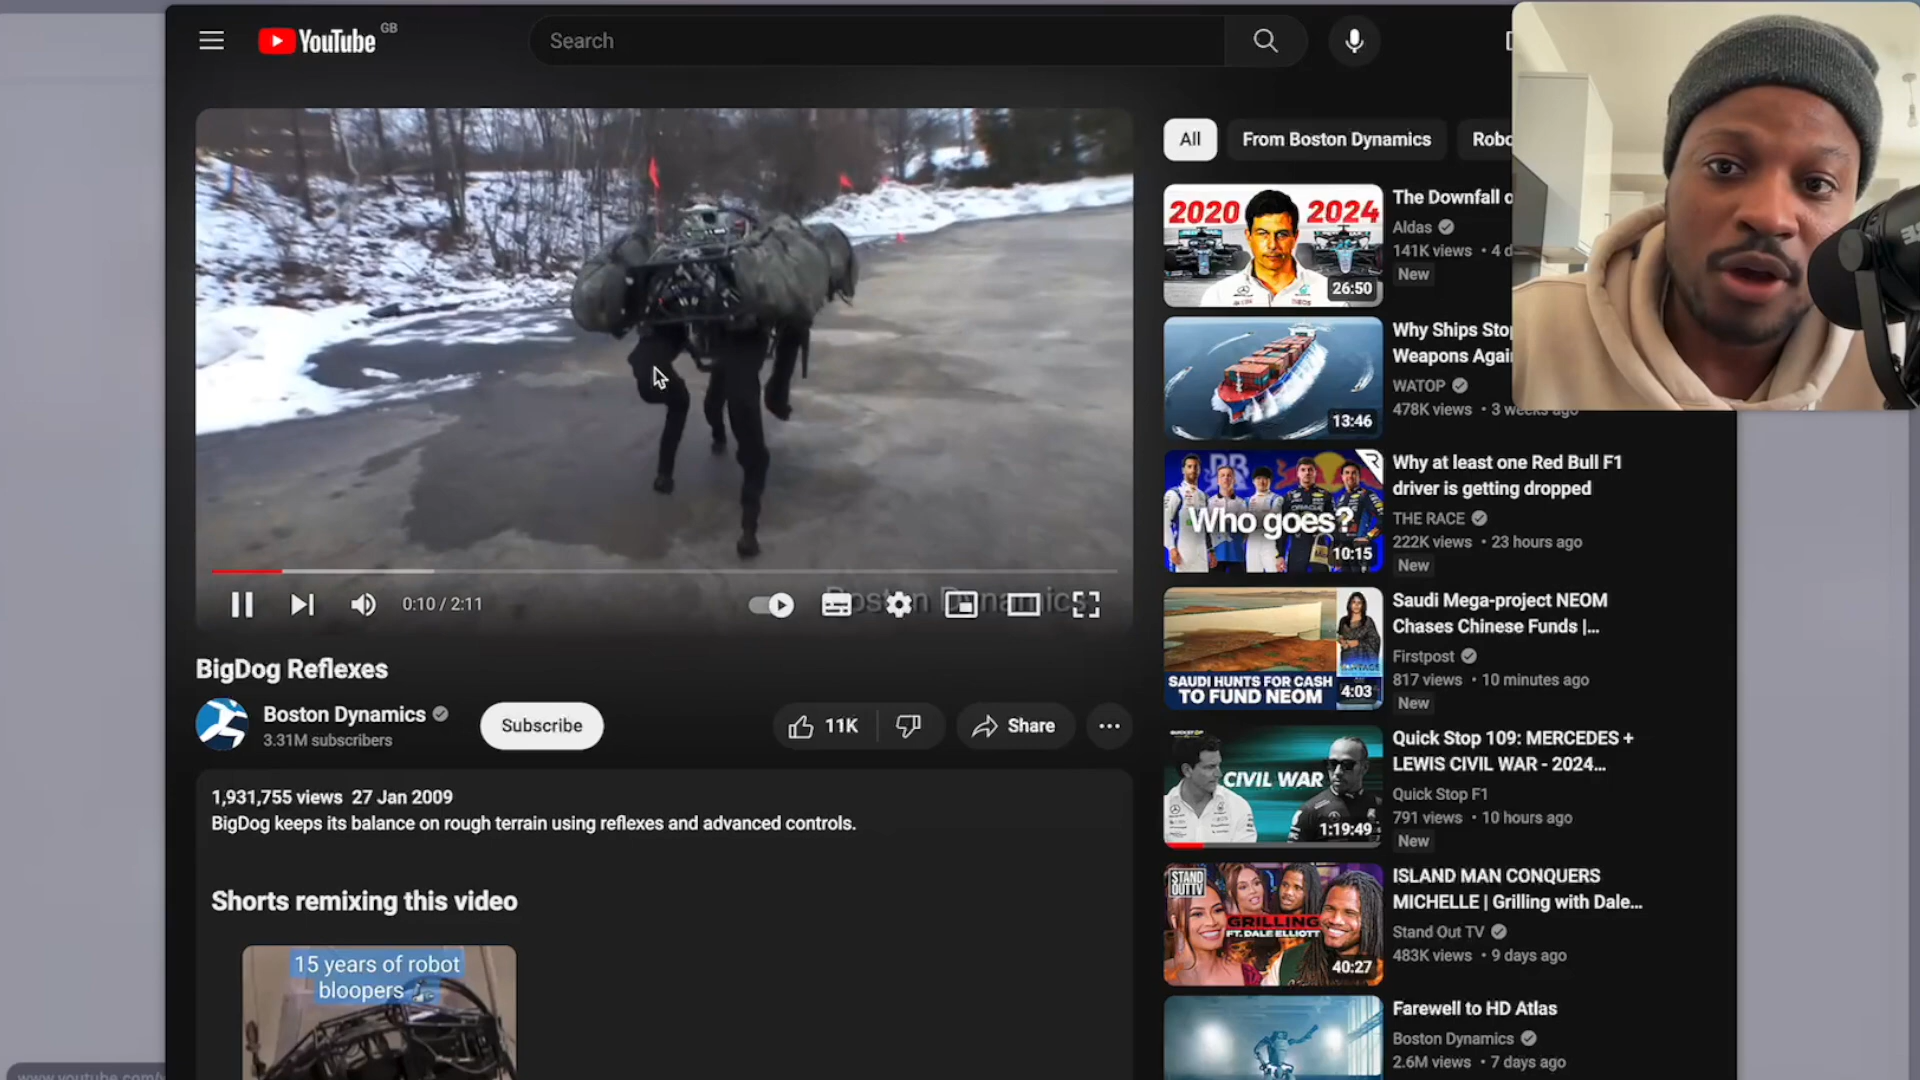 YouTube GB
Search
0:10 / 2:11
Boston Dynamics
BigDog Reflexes
Boston Dynamics
3.31M subscribers
Subscribe
11K
Share
1,931,755 views 27 Jan 2009
BigDog keeps its balance on rough terrain using reflexes and advanced controls.
Shorts remixing this video
15 years of robot
bloopers
All
From Boston Dynamics
Robo
2020 2024
26:50
The Downfall o
Aldas
141K views • 4 d
New
13:46
Why Ships Sto
Weapons Agai
WATOP
478K views • 3 weeks ago
Who goes?
10:15
Why at least one Red Bull F1
driver is getting dropped
THE RACE
222K views • 23 hours ago
New
SAUDI HUNTS FOR CASH
TO FUND NEOM
4:03
Saudi Mega-project NEOM
Chases Chinese Funds |...
Firstpost
817 views • 10 minutes ago
New
CIVIL WAR
1:19:49
Quick Stop 109: MERCEDES +
LEWIS CIVIL WAR - 2024...
Quick Stop F1
791 views • 10 hours ago
New
STAND
OUTTV
GRILLING
FT. DALE ELLIOTT
40:27
ISLAND MAN CONQUERS
MICHELLE | Grilling with Dale...
Stand Out TV
483K views • 9 days ago
Farewell to HD Atlas
Boston Dynamics
2.6M views • 7 days ago